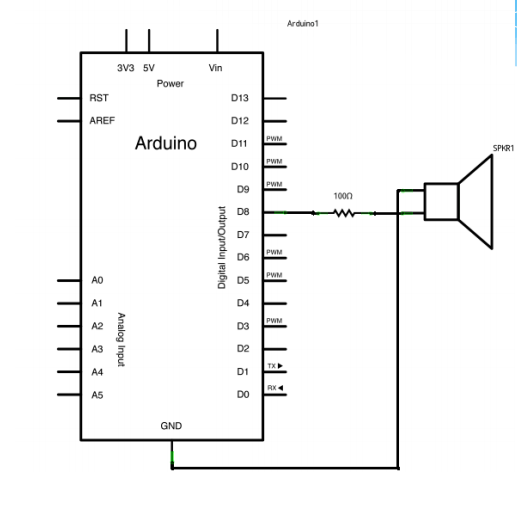 Arduino1
3V3 5V Vin
Power
RST
AREF
Arduino
D13
D12
PWM
D11
D10
PWM
D9
PWM
D8
D7
D6
PWM
D5
PWM
D4
D3
PWM
D2
D1
TX
D0
RX
Digital Input/Output
A0
A1
A2
A3
A4
A5
Analog Input
GND
100Ω
SPKR1